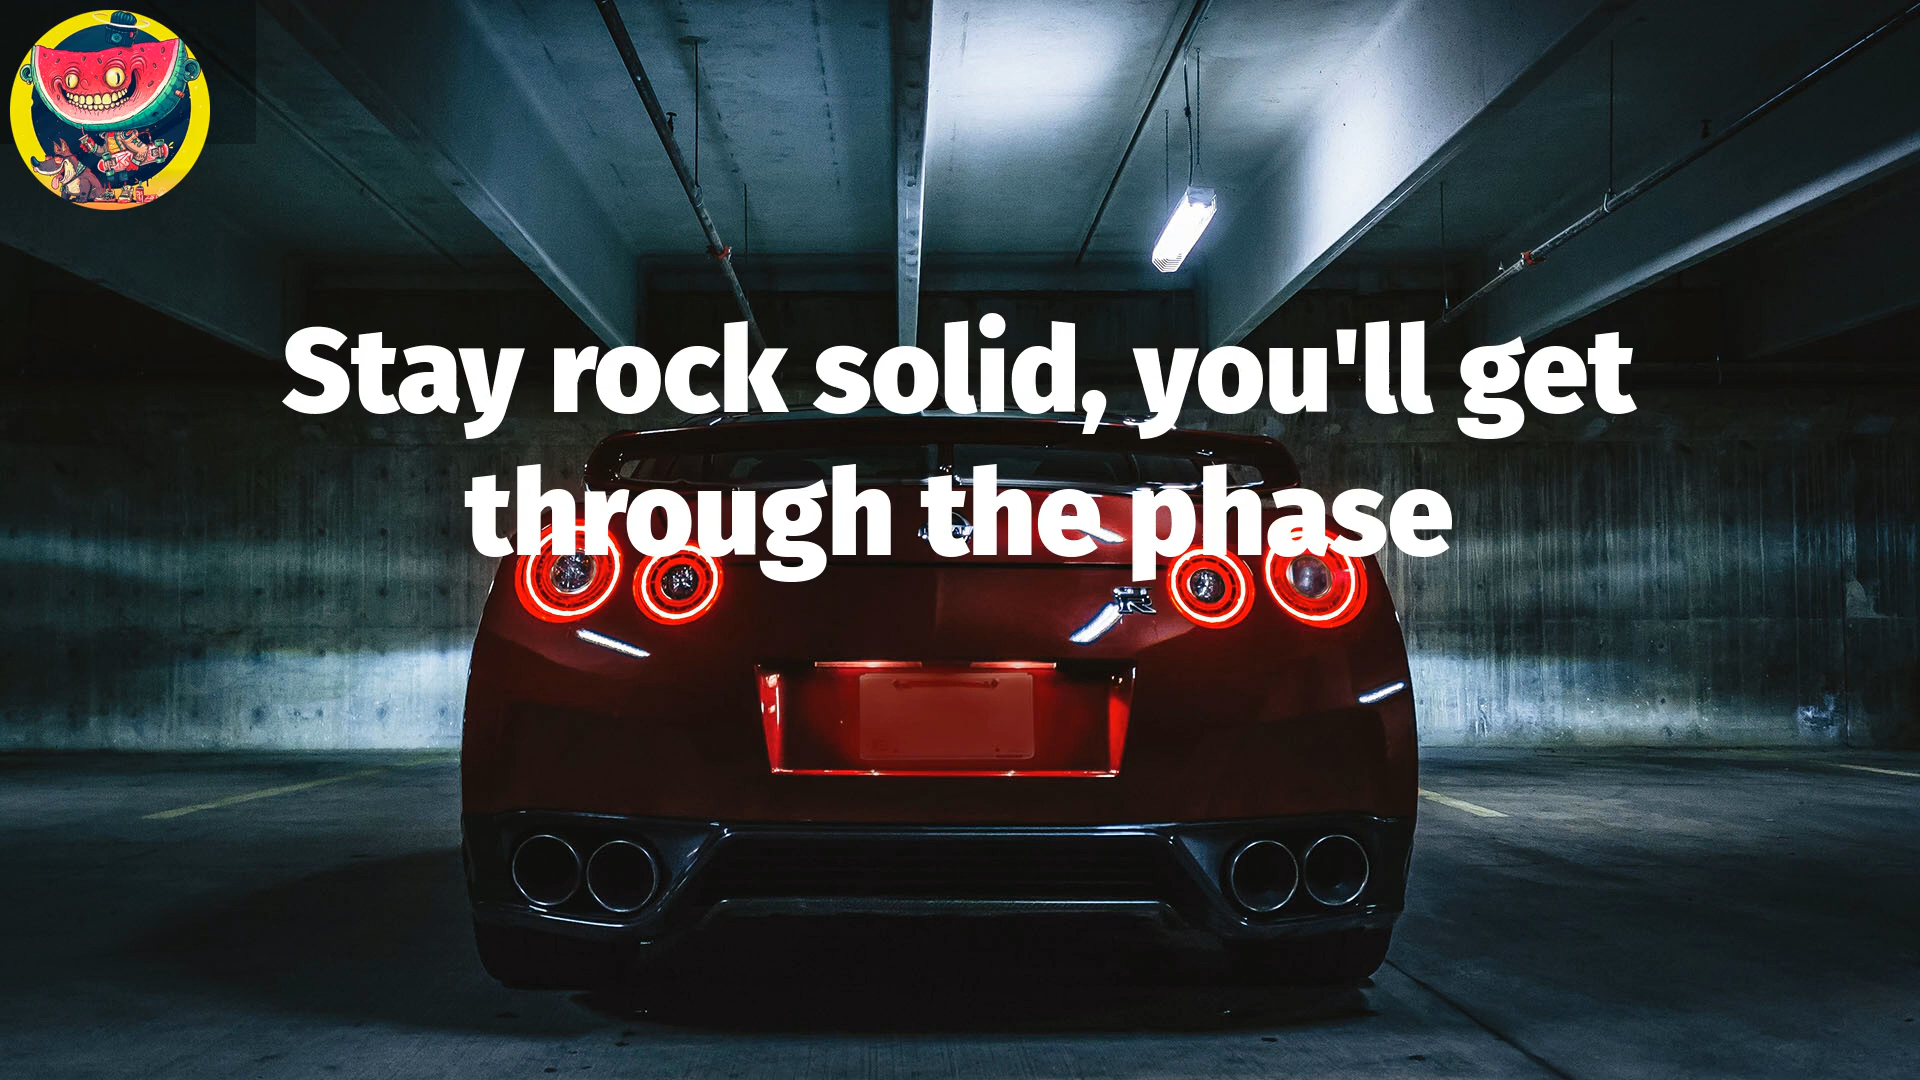 Stay rock solid, you'll get
through the phase